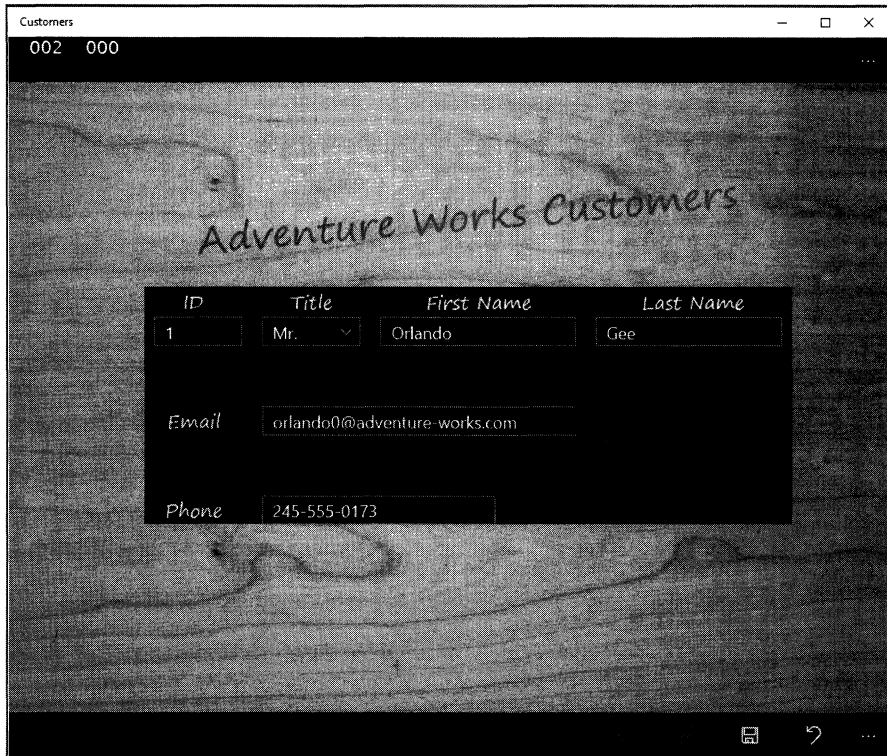 Customers
002 000
Adventure Works Customers
ID Title First Name Last Name
1 Mr. Orlando Gee
Email orlando0@adventure-works.com
Phone 245-555-0173